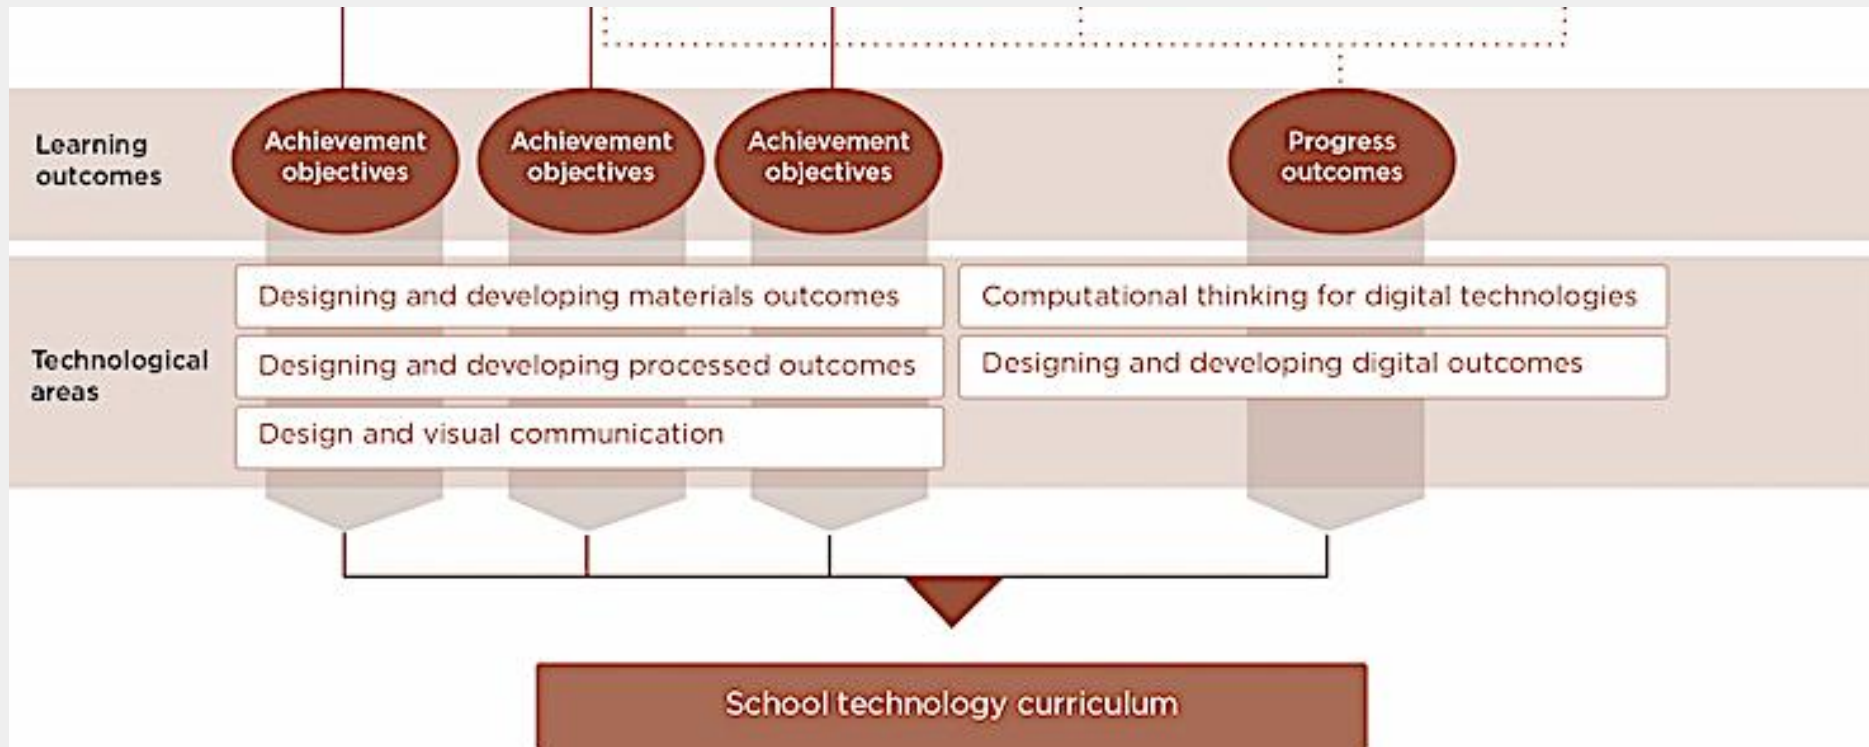 Learning
outcomes
Achievement
objectives
Achievement
objectives
Achievement
objectives
Progress
outcomes
Technological
areas
Designing and developing materials outcomes
Designing and developing processed outcomes
Design and visual communication
Computational thinking for digital technologies
Designing and developing digital outcomes
School technology curriculum